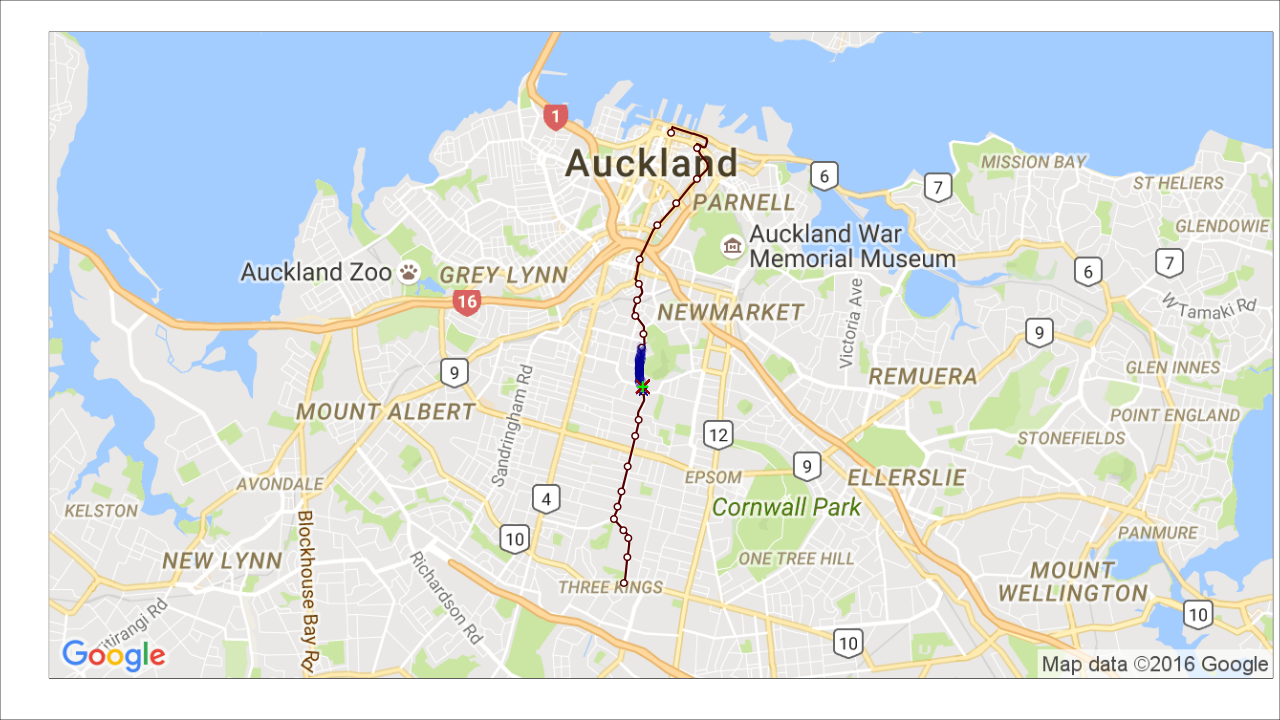 1
Auckland
MISSION BAY
6
7
ST HELIERS
PARNELL
GLENDOWIE
Auckland War
Memorial Museum
Auckland Zoo
GREY LYNN
6
7
16
W Tamaki Rd
NEWMARKET
Victoria Ave
9
9
REMUERA
GLEN INNES
Sandringham Rd
MOUNT ALBERT
POINT ENGLAND
12
STONEFIELDS
9
EPSOM
ELLERSLIE
AVONDALE
4
Cornwall Park
KELSTON
10
PANMURE
Blockhouse Bay Rd
NEW LYNN
ONE TREE HILL
Richardson Rd
THREE KINGS
MOUNT
WELLINGTON
Titirangi Rd
10
10
Google
Map data ©2016 Google